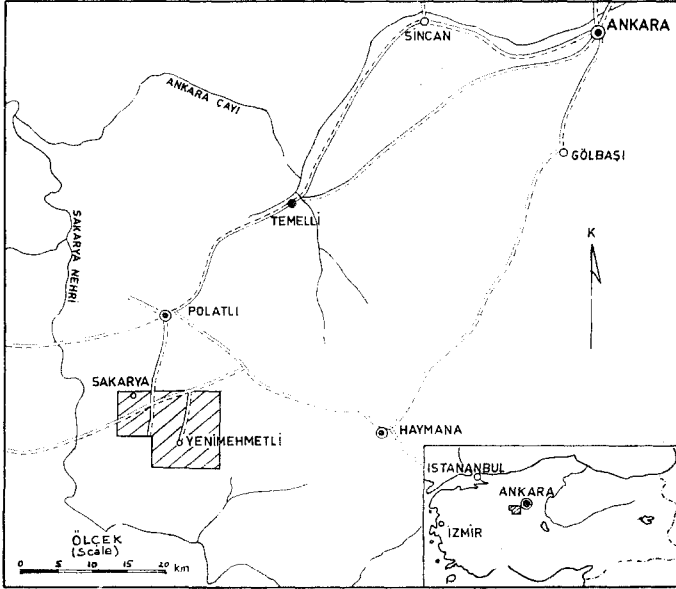 SİNCAN
ANKARA
ANKARA ÇAYI
GÖLBAŞI
TEMELLİ
SAKARYA NEHRİ
K
POLATLI
SAKARYA
YENİMEHMETLİ
HAYMANA
ISTANANBUL
ANKARA
İZMİR
ÖLÇEK
(Scale)
0 5 10 15 20 km